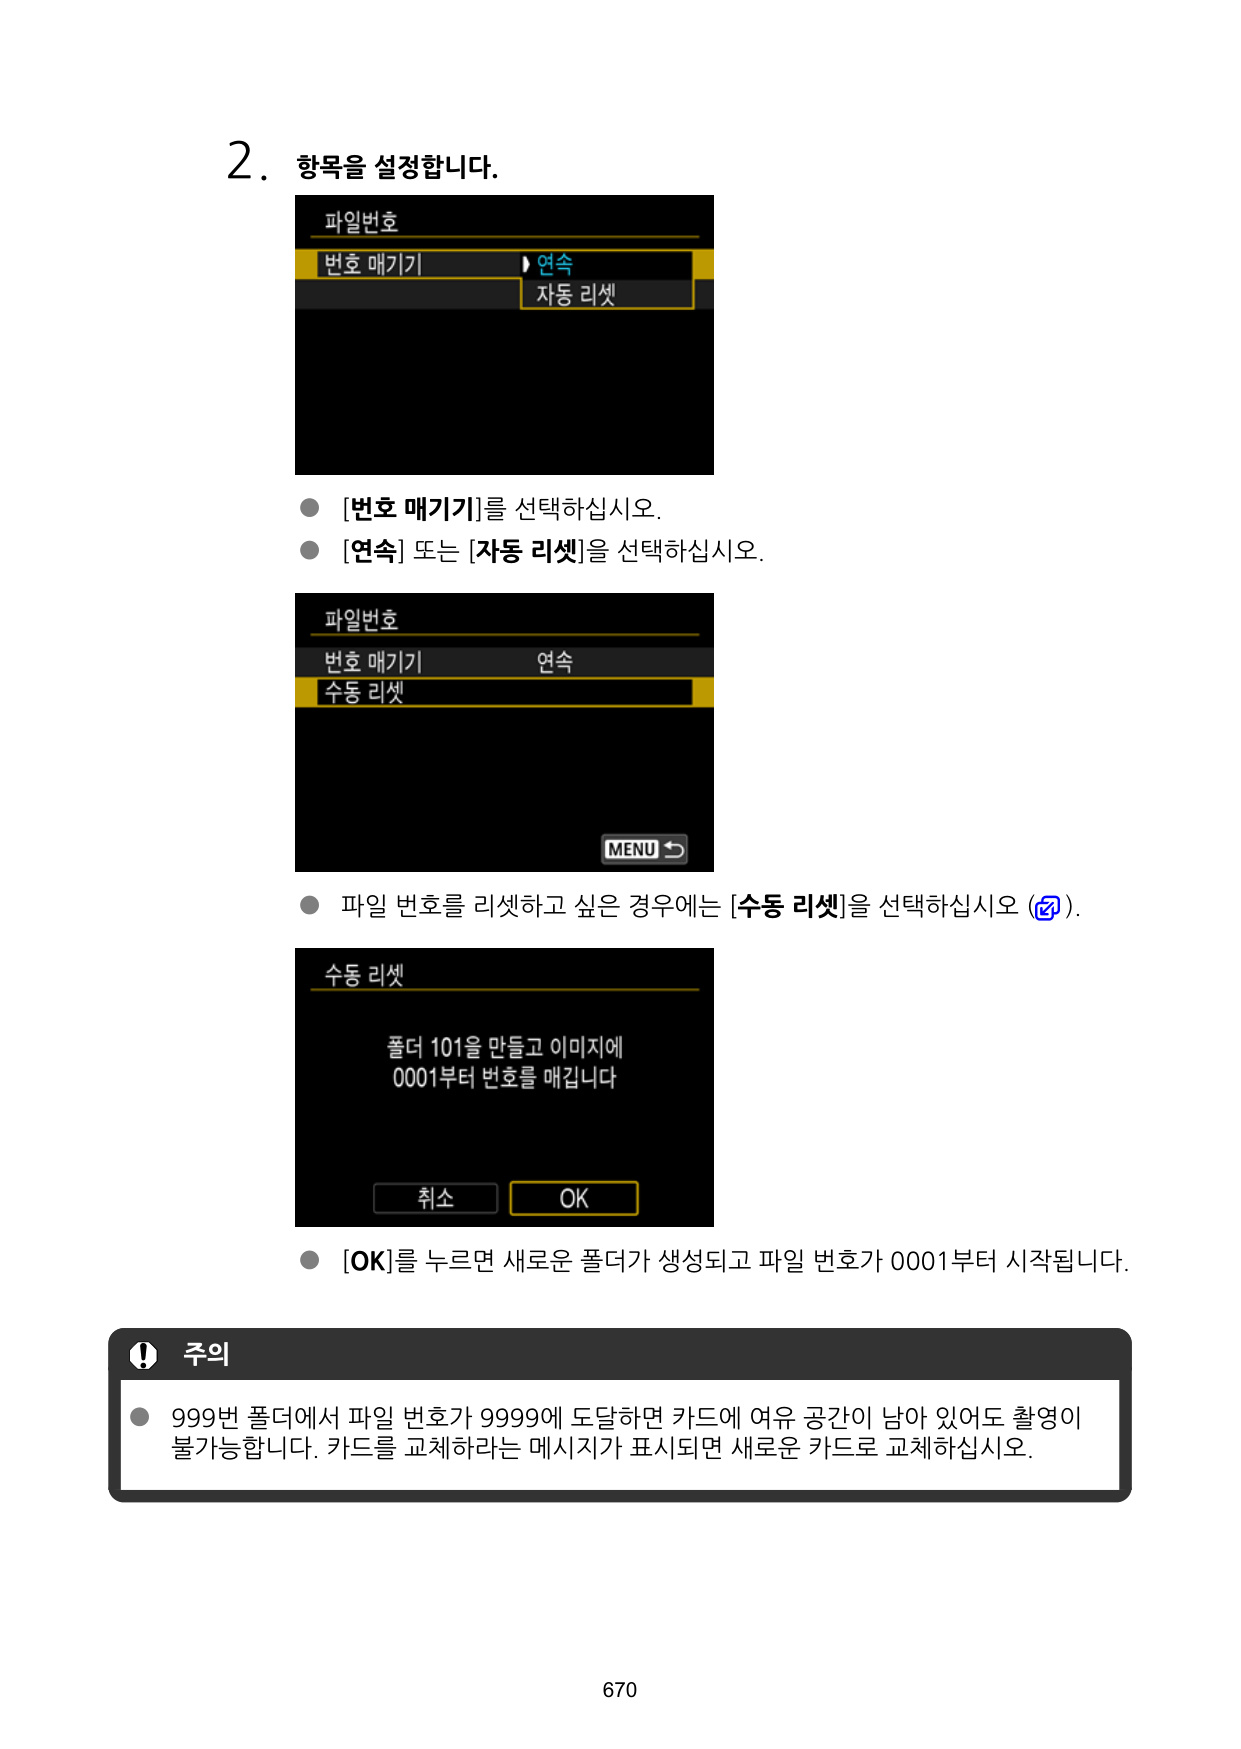 2. 항목을 설정합니다.
파일번호
번호 매기기 연속
자동 리셋
● [번호 매기기]를 선택하십시오.
● [연속] 또는 [자동 리셋]을 선택하십시오.
파일번호
번호 매기기 연속
수동 리셋
MENU
● 파일 번호를 리셋하고 싶은 경우에는 [수동 리셋]을 선택하십시오 ( ).
수동 리셋
폴더 101을 만들고 이미지에
0001부터 번호를 매깁니다
취소 OK
● [OK]를 누르면 새로운 폴더가 생성되고 파일 번호가 0001부터 시작됩니다.
주의
● 999번 폴더에서 파일 번호가 9999에 도달하면 카드에 여유 공간이 남아 있어도 촬영이
불가능합니다. 카드를 교체하라는 메시지가 표시되면 새로운 카드로 교체하십시오.
670